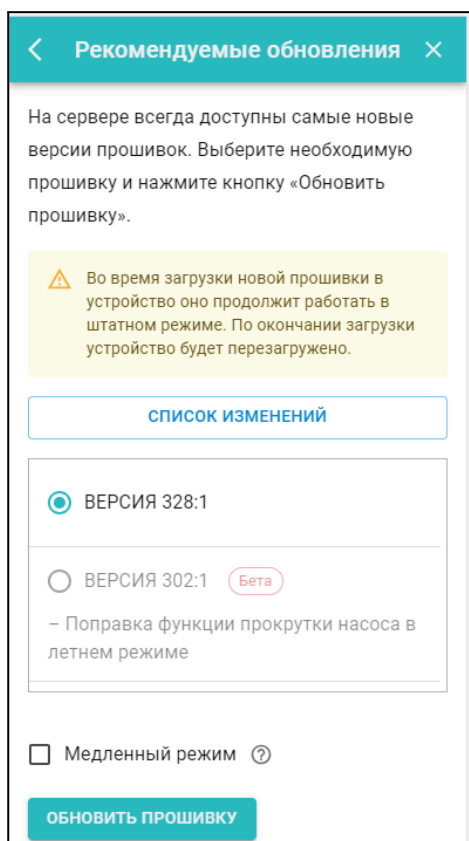 Рекомендуемые обновления
На сервере всегда доступны самые новые
версии прошивок. Выберите необходимую
прошивку и нажмите кнопку «Обновить
прошивку».
Во время загрузки новой прошивки в
устройство оно продолжит работать в
штатном режиме. По окончании загрузки
устройство будет перезагружено.
СПИСОК ИЗМЕНЕНИЙ
ВЕРСИЯ 328:1
ВЕРСИЯ 302:1 Бета
– Поправка функции прокрутки насоса в
летнем режиме
Медленный режим
ОБНОВИТЬ ПРОШИВКУ